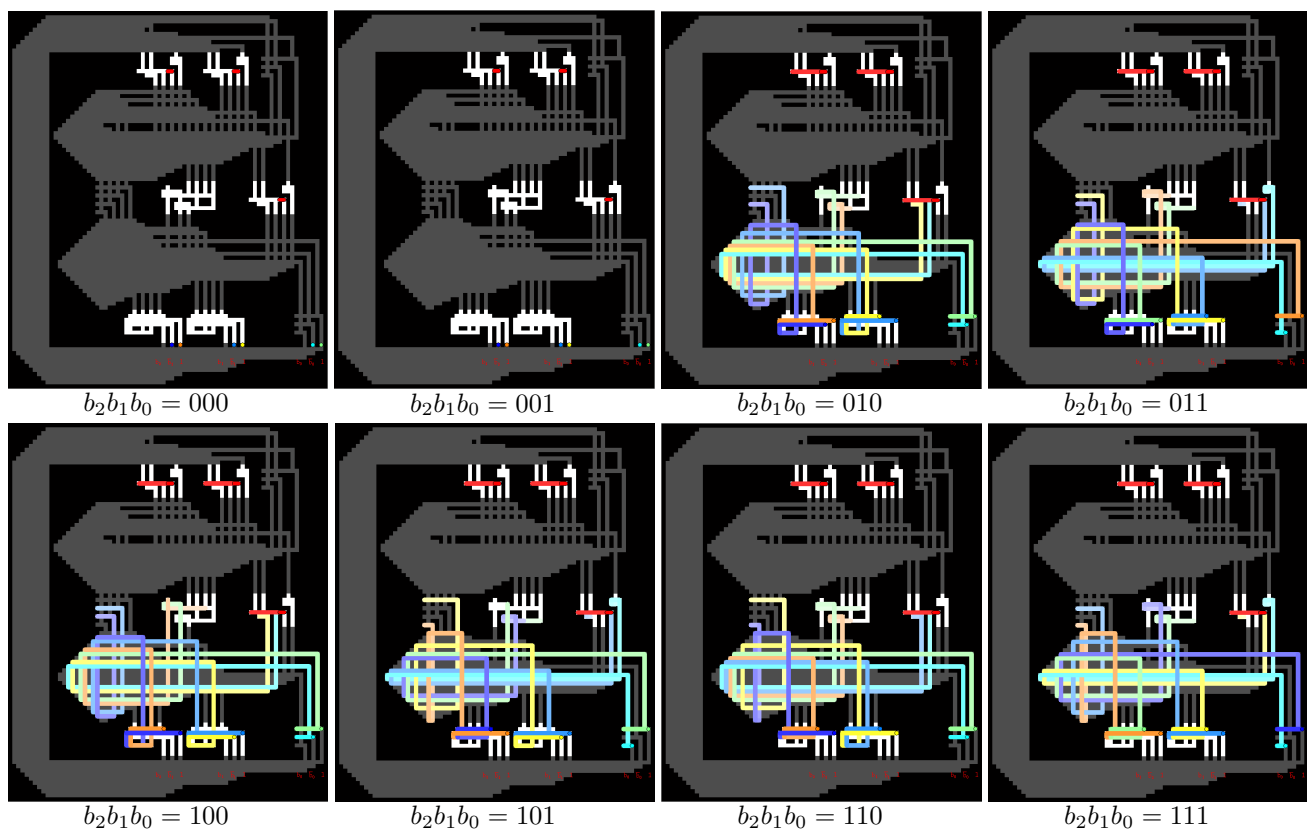 b₂b₁b₀ = 000
b₂b₁b₀ = 001
b₂b₁b₀ = 010
b₂b₁b₀ = 011
b₂b₁b₀ = 100
b₂b₁b₀ = 101
b₂b₁b₀ = 110
b₂b₁b₀ = 111